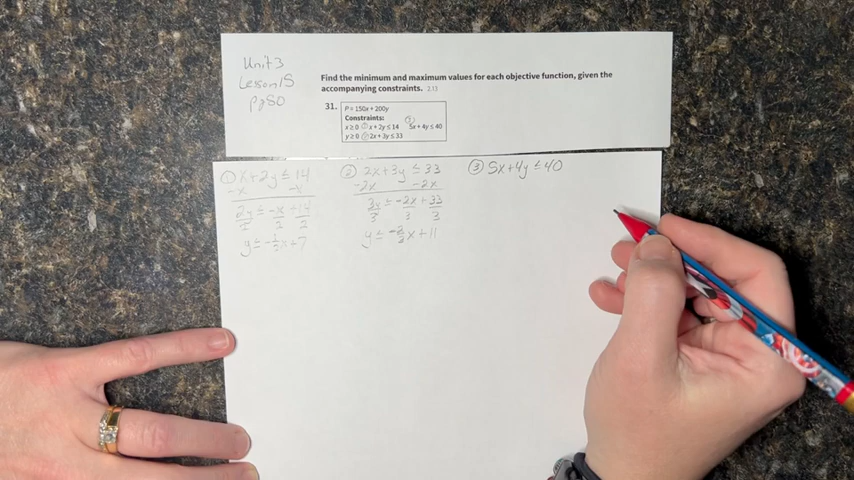 Unit 3
Lesson 15
Pg 80
Find the minimum and maximum values for each objective function, given the
accompanying constraints. 2.13
31.
P = 150x + 200y
Constraints:
x ≥ 0 ① x + 2y ≤ 14 ③ 5x + 4y ≤ 40
y ≥ 0 ② 2x + 3y ≤ 33
① x+2y ≤ 14
-x -x
2y ≤ -x + 14
2 2 2
y ≤ -1/2x+7
② 2x+3y ≤ 33
-2x -2x
3y ≤ -2x + 33
3 3 3
y ≤ -2/3x + 11
③ 5x+4y ≤ 40